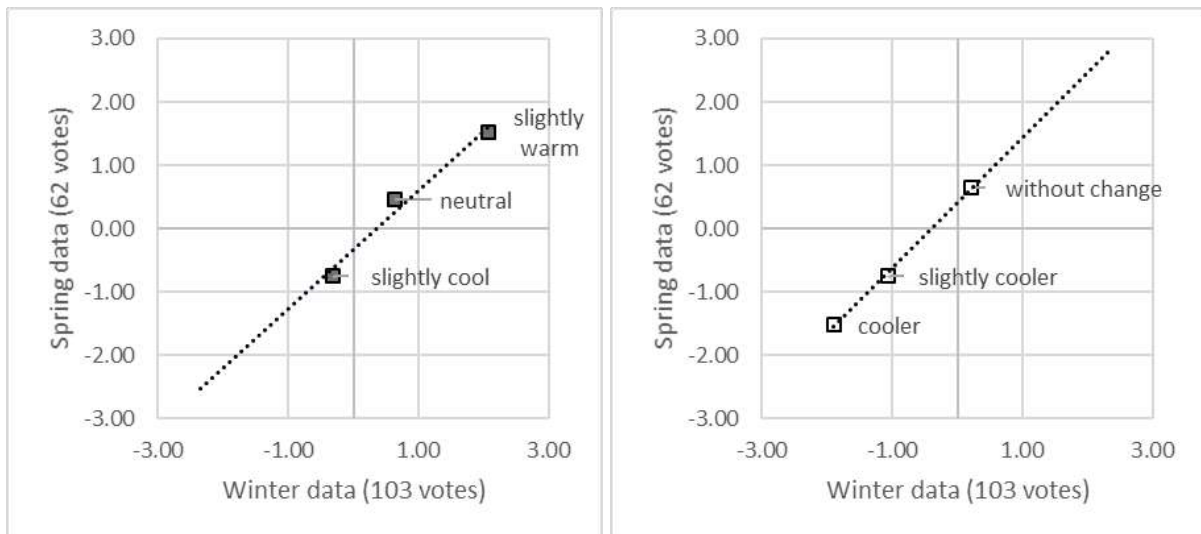 3.00
2.00
1.00
0.00
-1.00
-2.00
-3.00
-3.00 -1.00 1.00 3.00
Spring data (62 votes)
Winter data (103 votes)
slightly
warm
neutral
slightly cool
3.00
2.00
1.00
0.00
-1.00
-2.00
-3.00
-3.00 -1.00 1.00 3.00
Spring data (62 votes)
Winter data (103 votes)
without change
slightly cooler
cooler